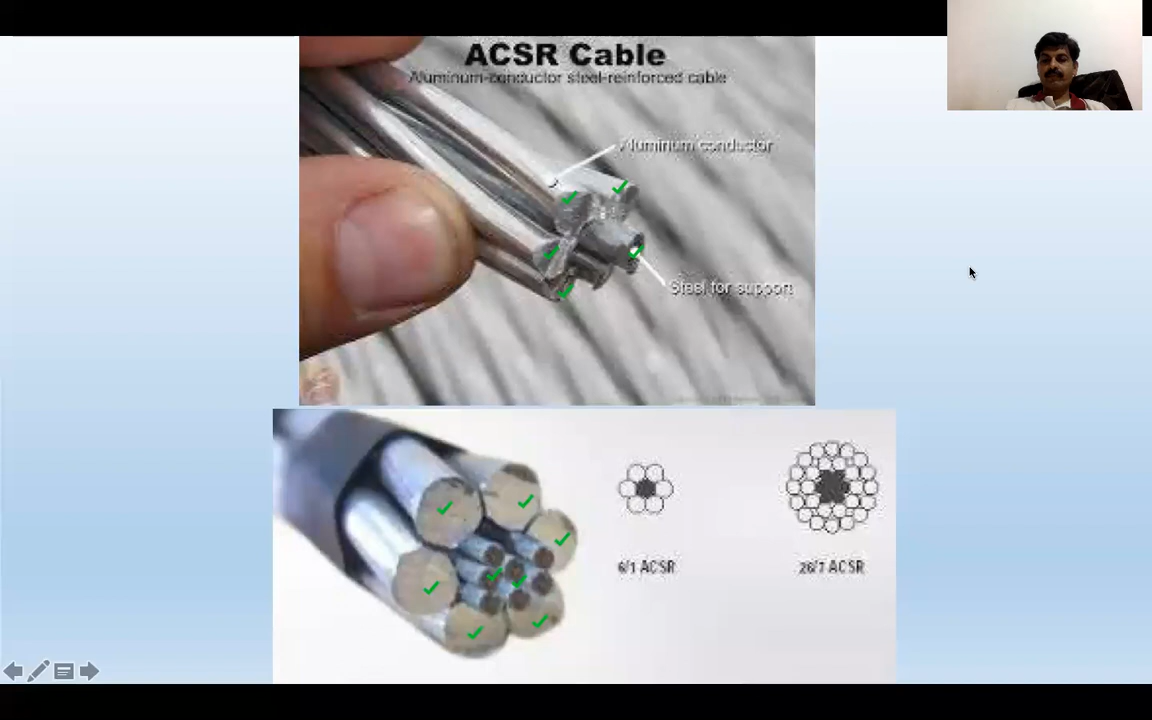 ACSR Cable
Aluminum-conductor steel-reinforced cable
Aluminum conductor
Steel for support
6/1 ACSR
26/7 ACSR